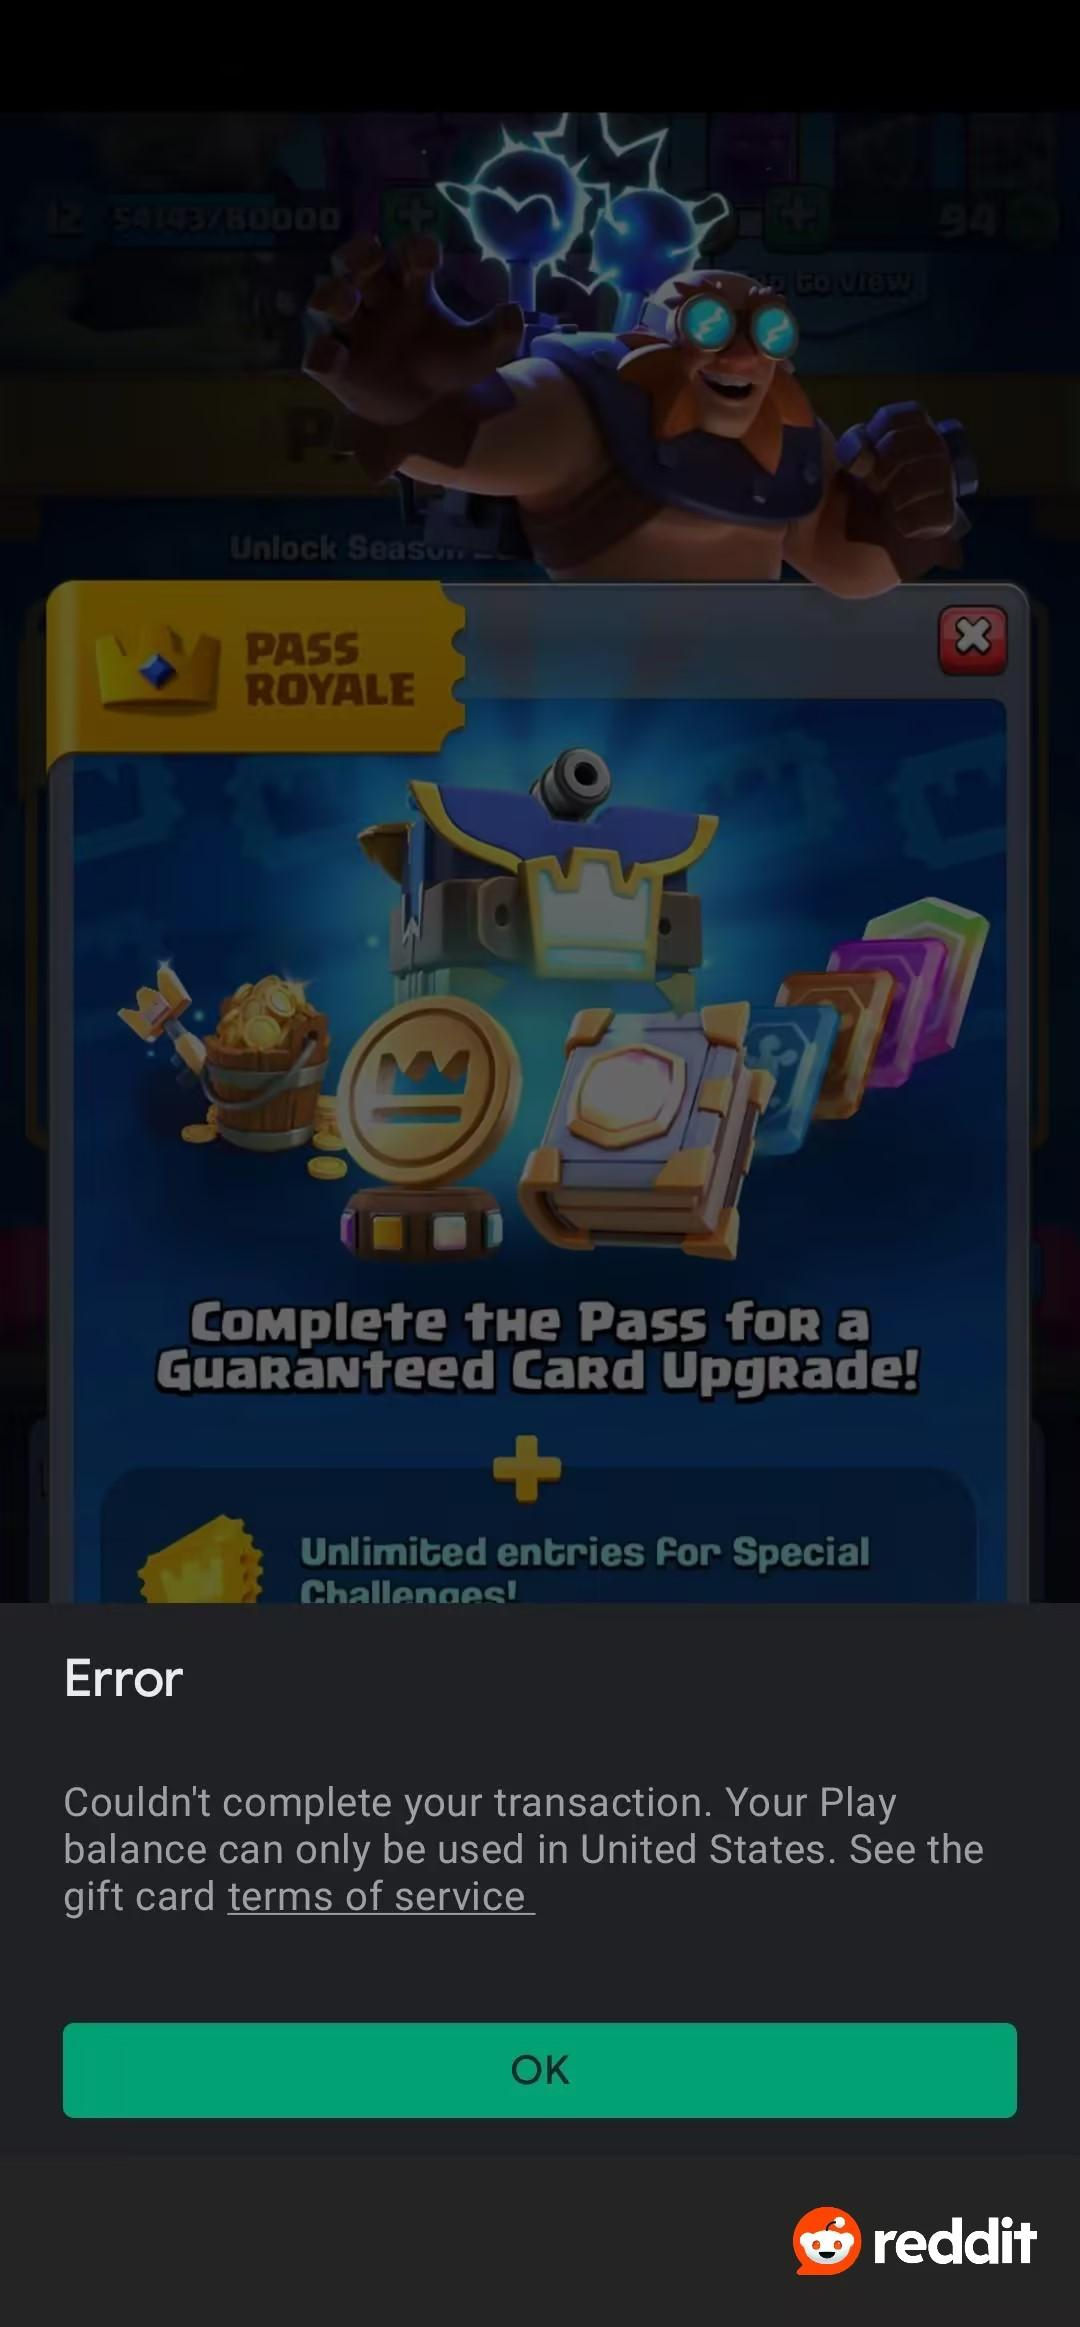 12 54143/80000
94
Tap to view
Unlock Season
PASS
ROYALE
Complete the Pass for a
Guaranteed Card Upgrade!
Unlimited entries for Special
Challenges!
Error
Couldn't complete your transaction. Your Play
balance can only be used in United States. See the
gift card terms of service
OK
reddit